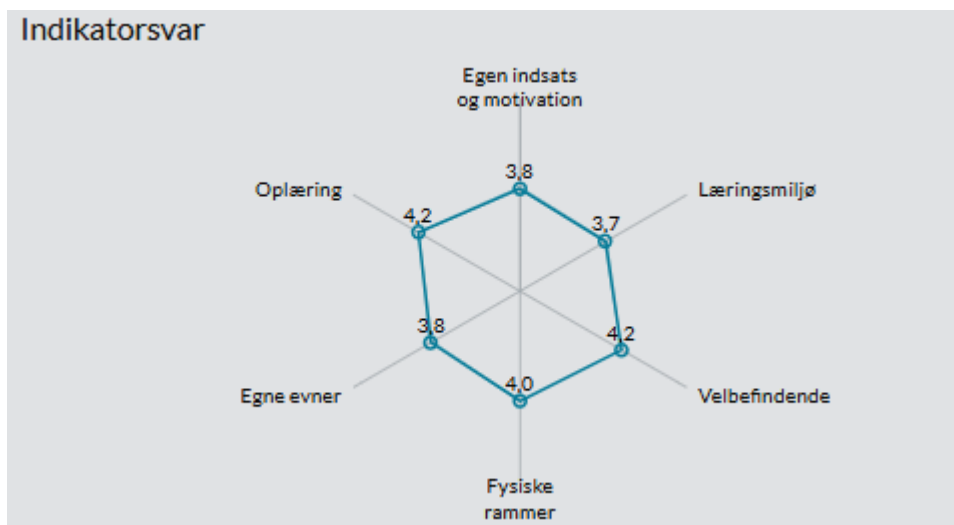 Indikatorsvar
Egen indsats
og motivation
3,8
Oplæring
Læringsmiljø
4,2
3,7
3,8
4,2
Egne evner
4,0
Velbefindende
Fysiske
rammer